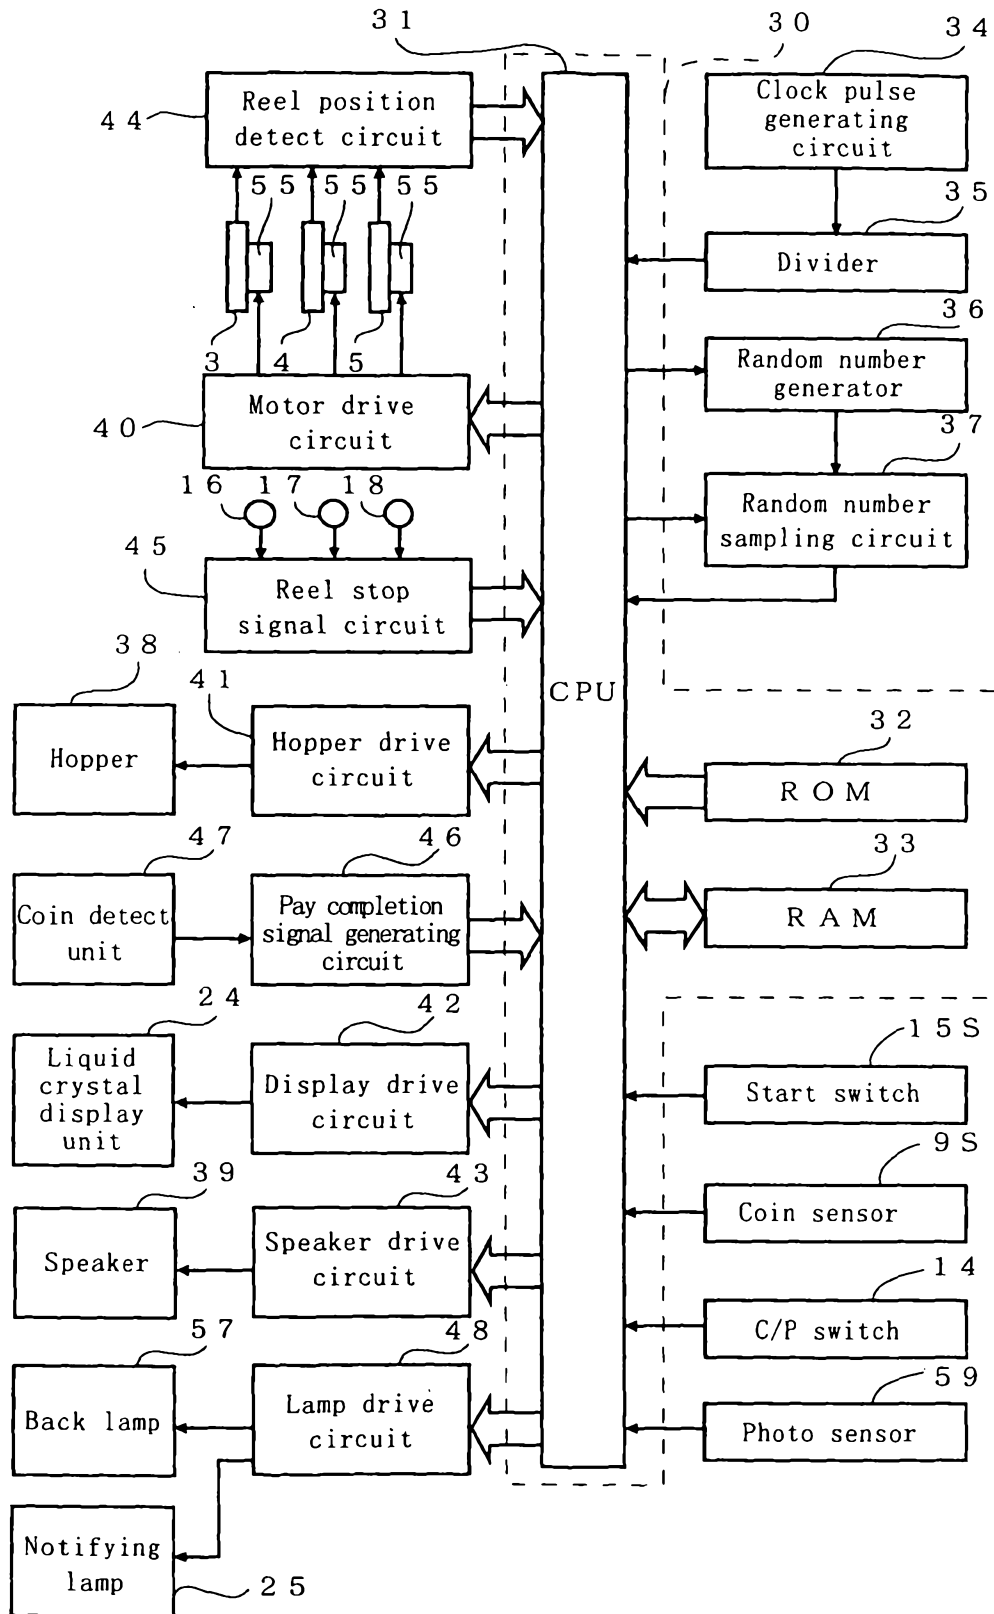 ３１
３０
３４
４４
Reel position
detect circuit
Clock pulse
generating
circuit
５５
５５
５５
３５
Divider
３
４
５
３６
Random number
generator
４０
Motor drive
circuit
３７
１６
１７
１８
Random number
sampling circuit
４５
Reel stop
signal circuit
３８
４１
CPU
Hopper
Hopper drive
circuit
３２
ROM
４７
４６
３３
Coin detect
unit
Pay completion
signal generating
circuit
RAM
２４
４２
１５S
Liquid
crystal
display
unit
Display drive
circuit
Start switch
３９
４３
９S
Speaker
Speaker drive
circuit
Coin sensor
１４
C/P switch
５７
４８
５９
Back lamp
Lamp drive
circuit
Photo sensor
Notifying
lamp
２５